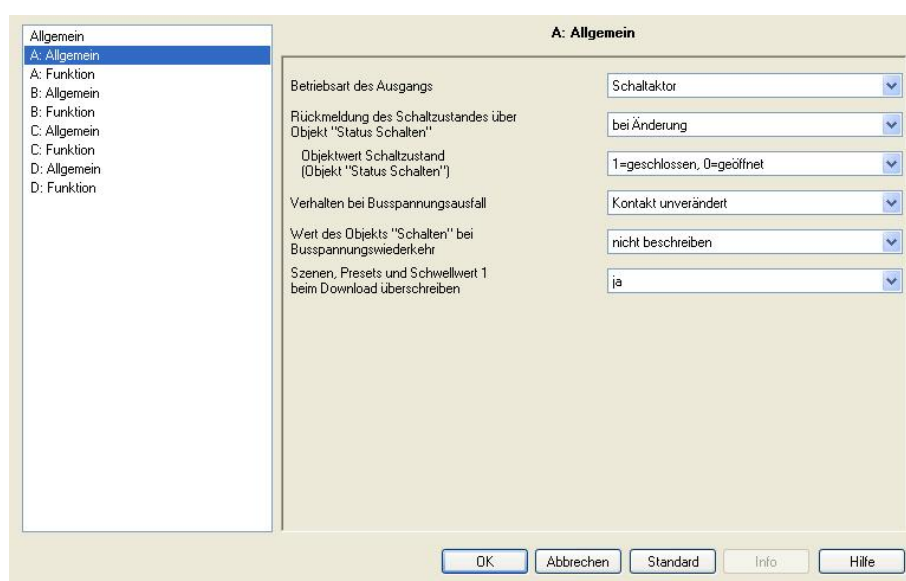 Allgemein
A: Allgemein
A: Funktion
B: Allgemein
B: Funktion
C: Allgemein
C: Funktion
D: Allgemein
D: Funktion
A: Allgemein
Betriebsart des Ausgangs
Schaltaktor
Rückmeldung des Schaltzustandes über
Objekt "Status Schalten"
bei Änderung
Objektwert Schaltzustand
(Objekt "Status Schalten")
1=geschlossen, 0=geöffnet
Verhalten bei Busspannungsausfall
Kontakt unverändert
Wert des Objekts "Schalten" bei
Busspannungswiederkehr
nicht beschreiben
Szenen, Presets und Schwellwert 1
beim Download überschreiben
ja
OK
Abbrechen
Standard
Info
Hilfe